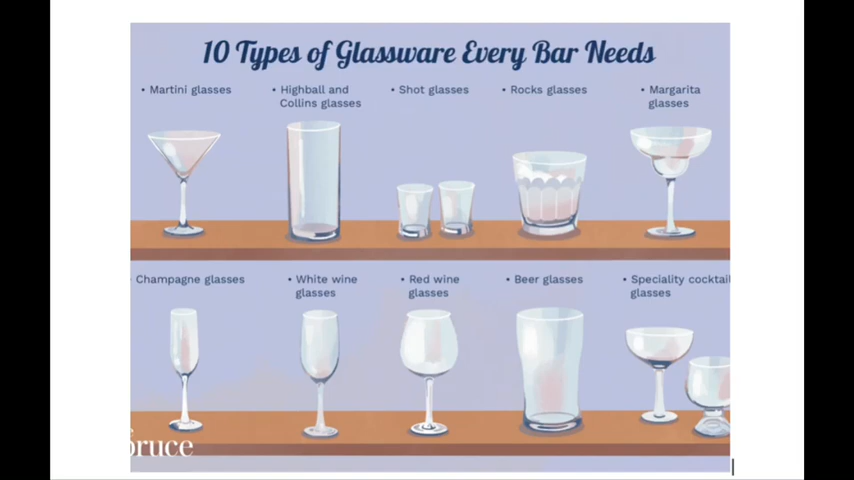 10 Types of Glassware Every Bar Needs
• Martini glasses
• Highball and
Collins glasses
• Shot glasses
• Rocks glasses
• Margarita
glasses
Champagne glasses
• White wine
glasses
• Red wine
glasses
• Beer glasses
• Speciality cocktail
glasses